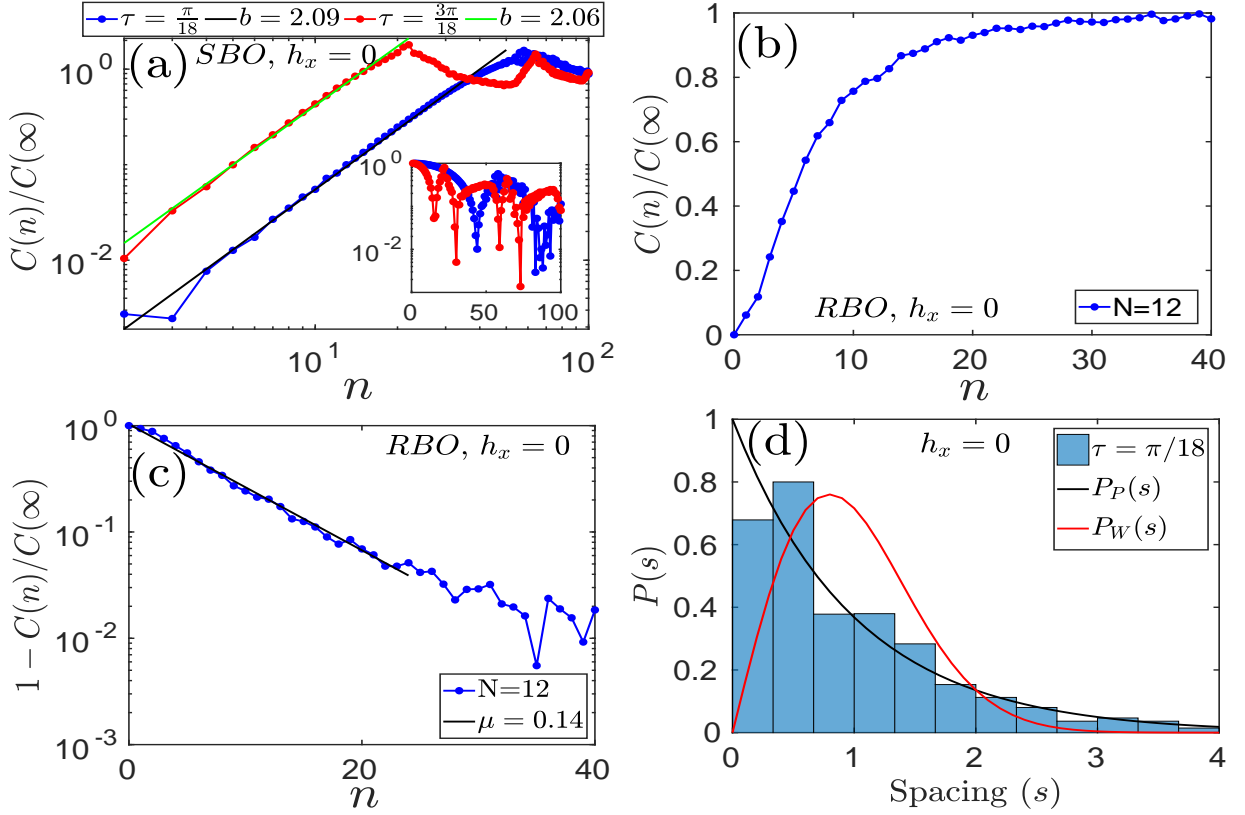 τ = π/18 b = 2.09 τ = 3π/18 b = 2.06
(a) SBO, h_x = 0
10^0
10^-2
C(n)/C(∞)
10^1 10^2
n
10^0
10^-2
0 50 100
(b)
1
0.8
0.6
0.4
0.2
0
C(n)/C(∞)
RBO, h_x = 0
N=12
0 10 20 30 40
n
(c) RBO, h_x = 0
10^0
10^-1
10^-2
10^-3
1 − C(n)/C(∞)
N=12
μ = 0.14
0 20 40
n
(d) h_x = 0
τ = π/18
P_P(s)
P_W(s)
1
0.8
0.6
0.4
0.2
0
P(s)
0 1 2 3 4
Spacing (s)